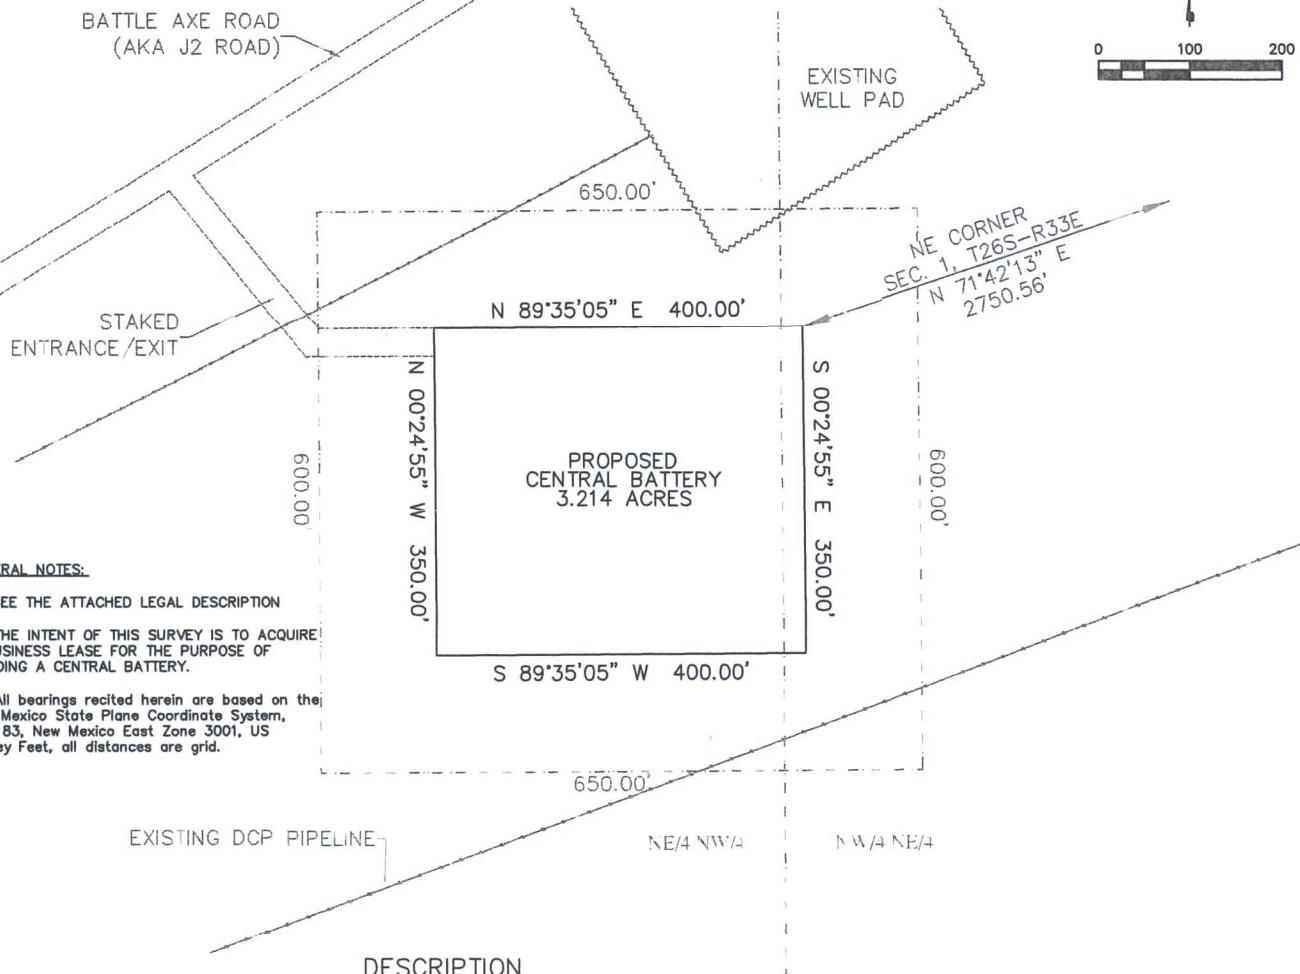 BATTLE AXE ROAD
(AKA J2 ROAD)
EXISTING
WELL PAD
0 100 200
650.00'
NE CORNER
SEC. 1, T26S-R33E
N 71°42'13" E
2750.56'
N 89°35'05" E 400.00'
STAKED
ENTRANCE/EXIT
N 00°24'55" W 350.00'
S 00°24'55" E 350.00'
PROPOSED
CENTRAL BATTERY
3.214 ACRES
600.00'
600.00'
S 89°35'05" W 400.00'
ERAL NOTES:
EE THE ATTACHED LEGAL DESCRIPTION
THE INTENT OF THIS SURVEY IS TO ACQUIRE
USINESS LEASE FOR THE PURPOSE OF
DING A CENTRAL BATTERY.
All bearings recited herein are based on the
Mexico State Plane Coordinate System,
83, New Mexico East Zone 3001, US
ey Feet, all distances are grid.
650.00'
EXISTING DCP PIPELINE
NE/4 NW/4
NW/4 NE/4
DESCRIPTION